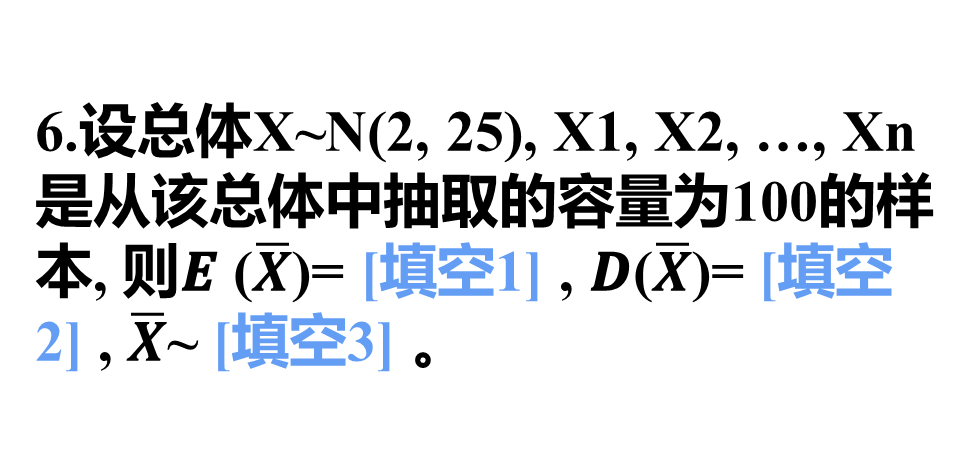 6.设总体X~N(2, 25), X1, X2, …, Xn
是从该总体中抽取的容量为100的样
本, 则E (X̅)= [填空1] , D(X̅)= [填空
2] , X̅~ [填空3] 。